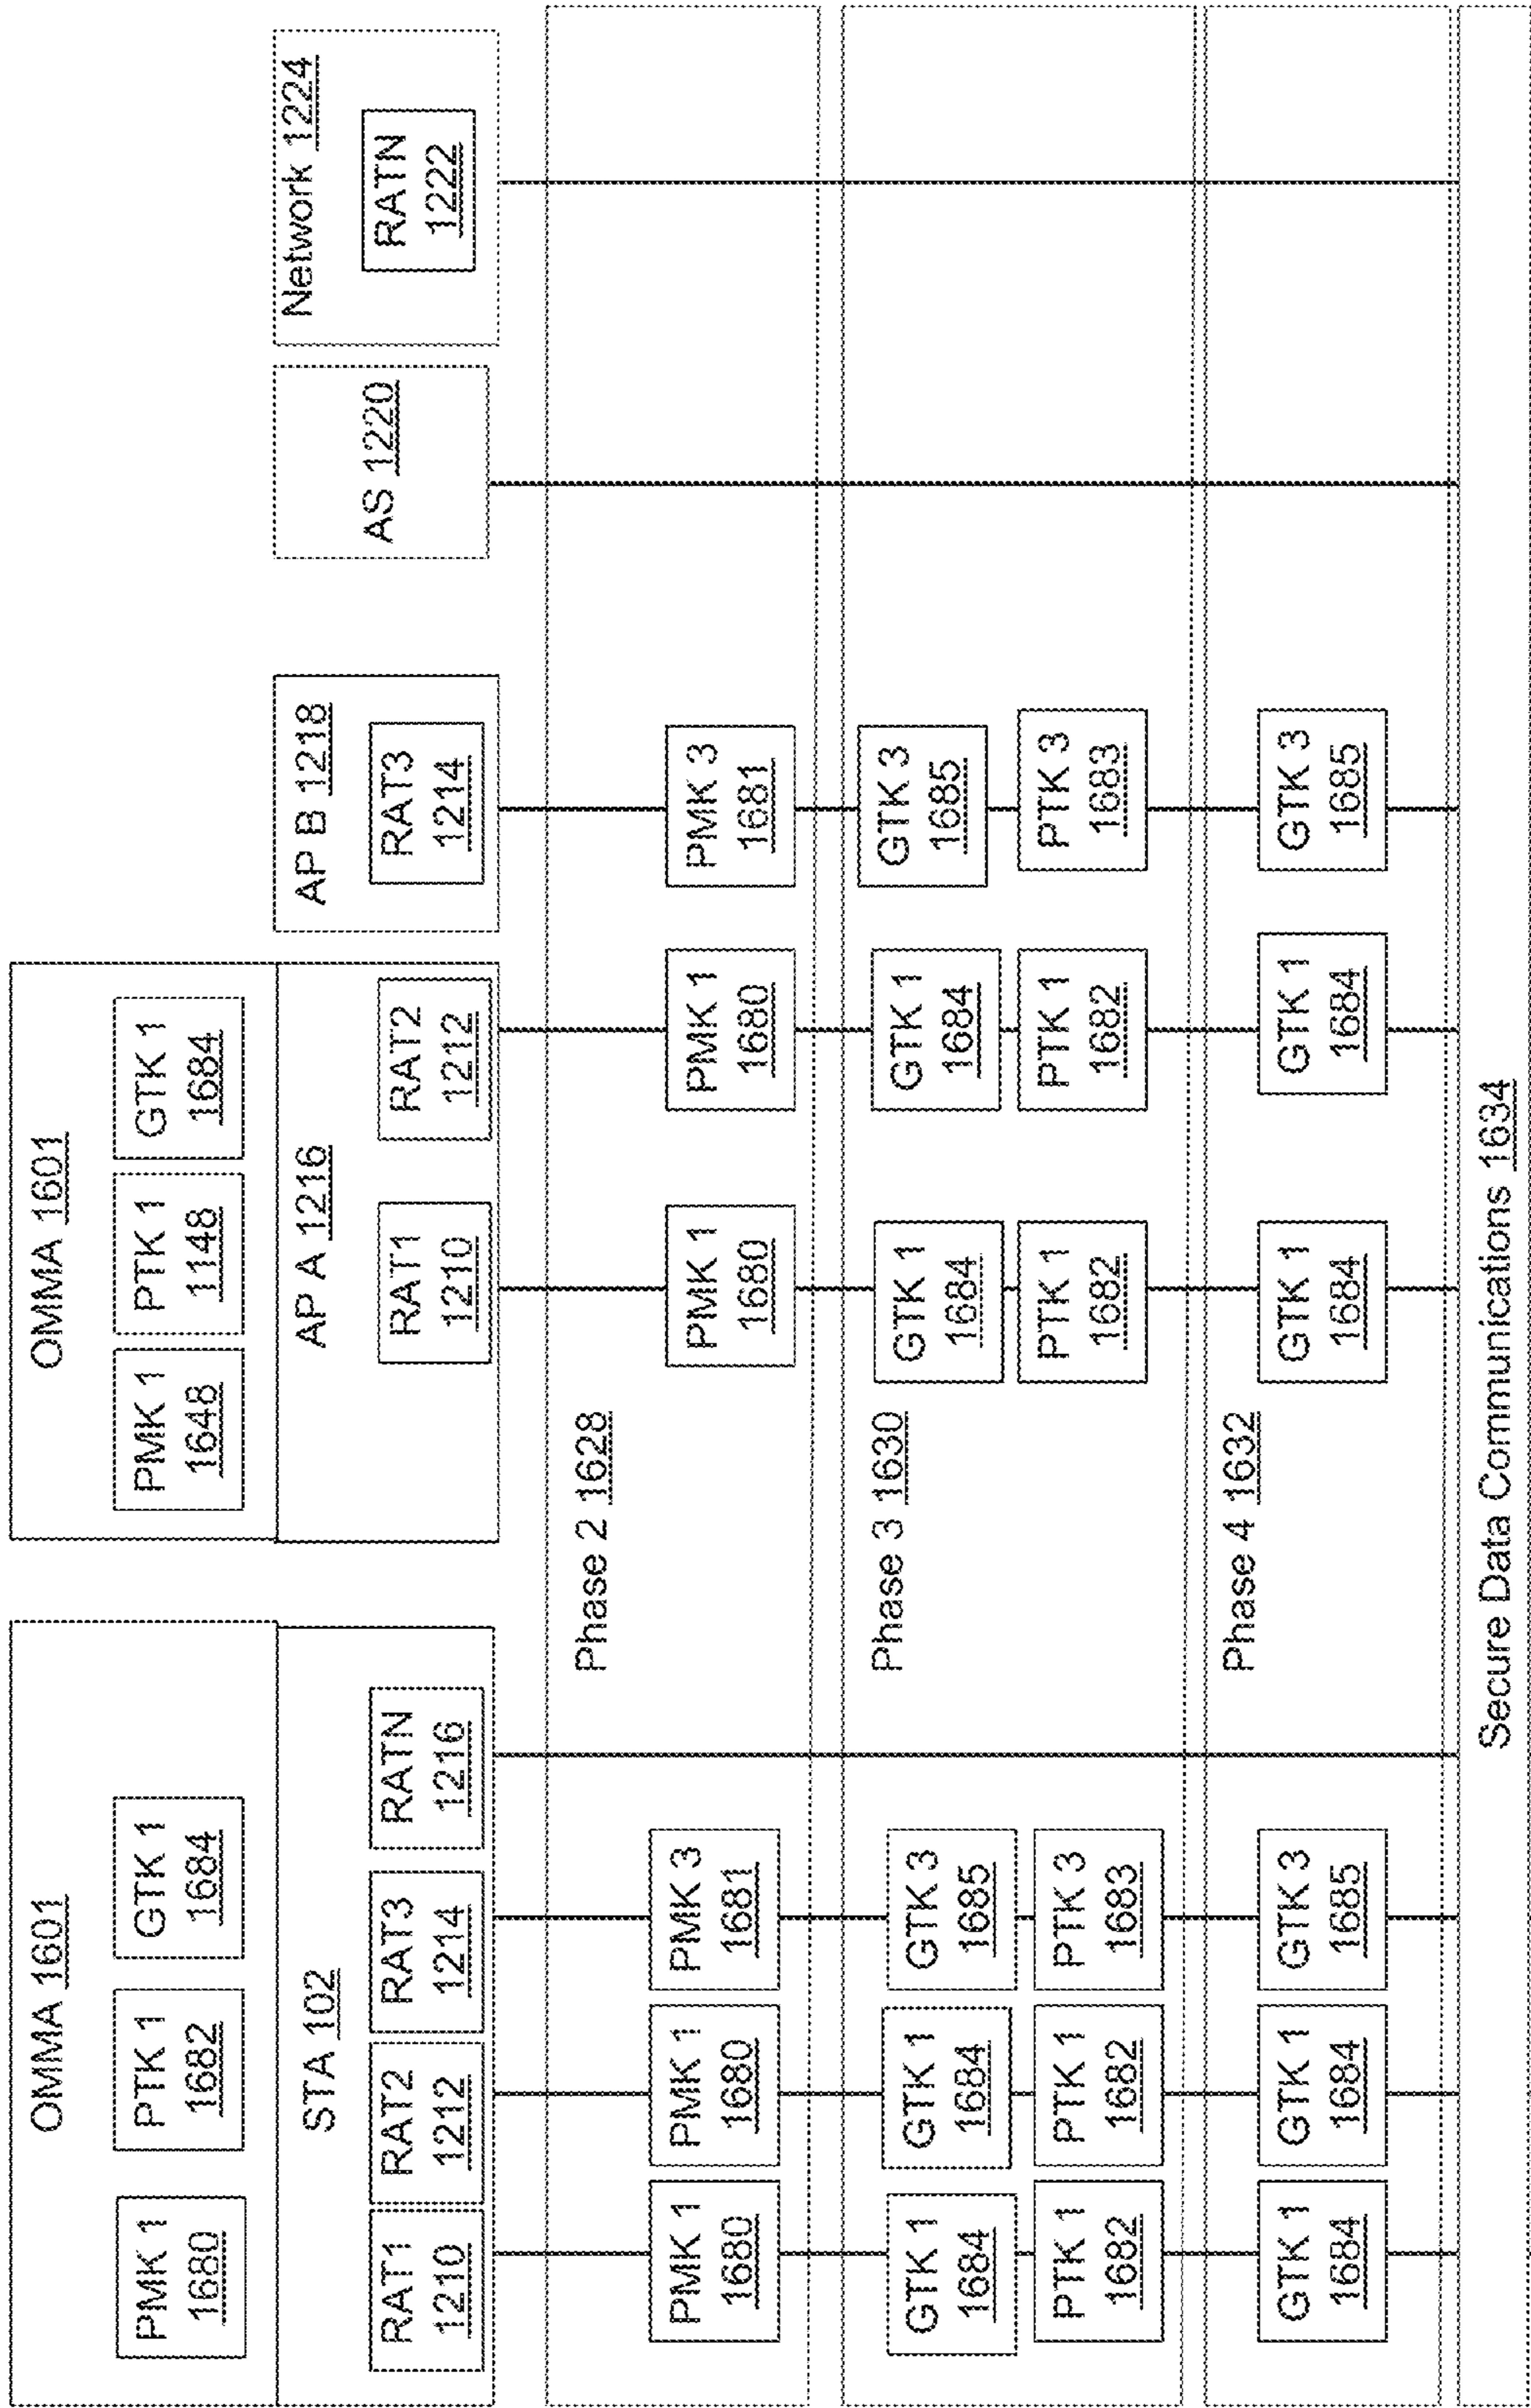 OMMA 1601
PMK 1
1680
PTK 1
1682
GTK 1
1684
OMMA 1601
PMK 1
1648
PTK 1
1148
GTK 1
1684
STA 102
RAT1
1210
RAT2
1212
RAT3
1214
RATN
1216
AP A 1216
RAT1
1210
RAT2
1212
AP B 1218
RAT3
1214
AS 1220
Network 1224
RATN
1222
Phase 2 1628
PMK 1
1680
PMK 1
1680
PMK 3
1681
PMK 1
1680
PMK 1
1680
PMK 3
1681
Phase 3 1630
GTK 1
1684
GTK 1
1684
GTK 3
1685
GTK 1
1684
GTK 1
1684
GTK 3
1685
PTK 1
1682
PTK 1
1682
PTK 3
1683
PTK 1
1682
PTK 1
1682
PTK 3
1683
Phase 4 1632
GTK 1
1684
GTK 1
1684
GTK 3
1685
GTK 1
1684
GTK 1
1684
GTK 3
1685
Secure Data Communications 1634